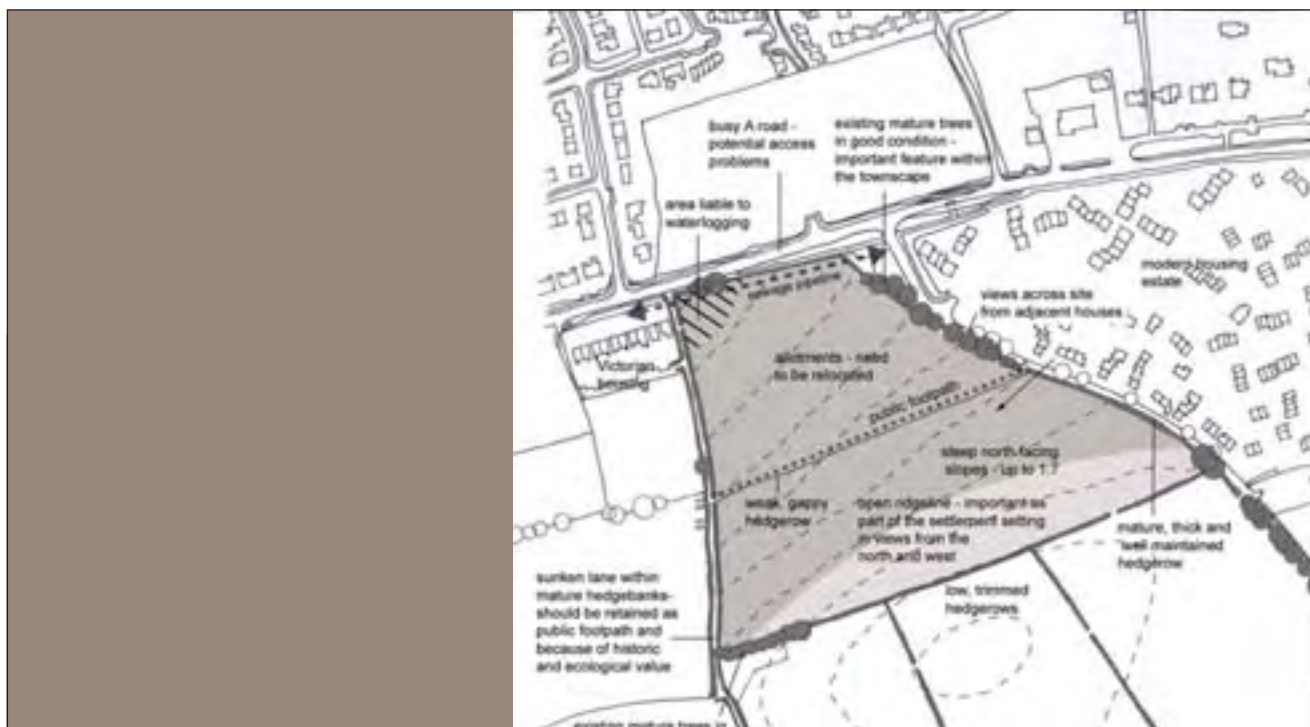 busy A road -
potential access
problems
existing mature trees
in good condition -
important feature within
the townscape
area liable to
waterlogging
sewage pipeline
modern housing
estate
views across site
from adjacent houses
Victorian
housing
allotments - need
to be relocated
public footpath
steep north-facing
slopes - up to 1:7
weak, gappy
hedgerow
open ridgeline - important as
part of the settlement setting
in views from the
north and west
mature, thick and
well maintained
hedgerow
sunken lane within
mature hedgebanks-
should be retained as
public footpath and
because of historic
and ecological value
low, trimmed
hedgerows
existing mature trees in